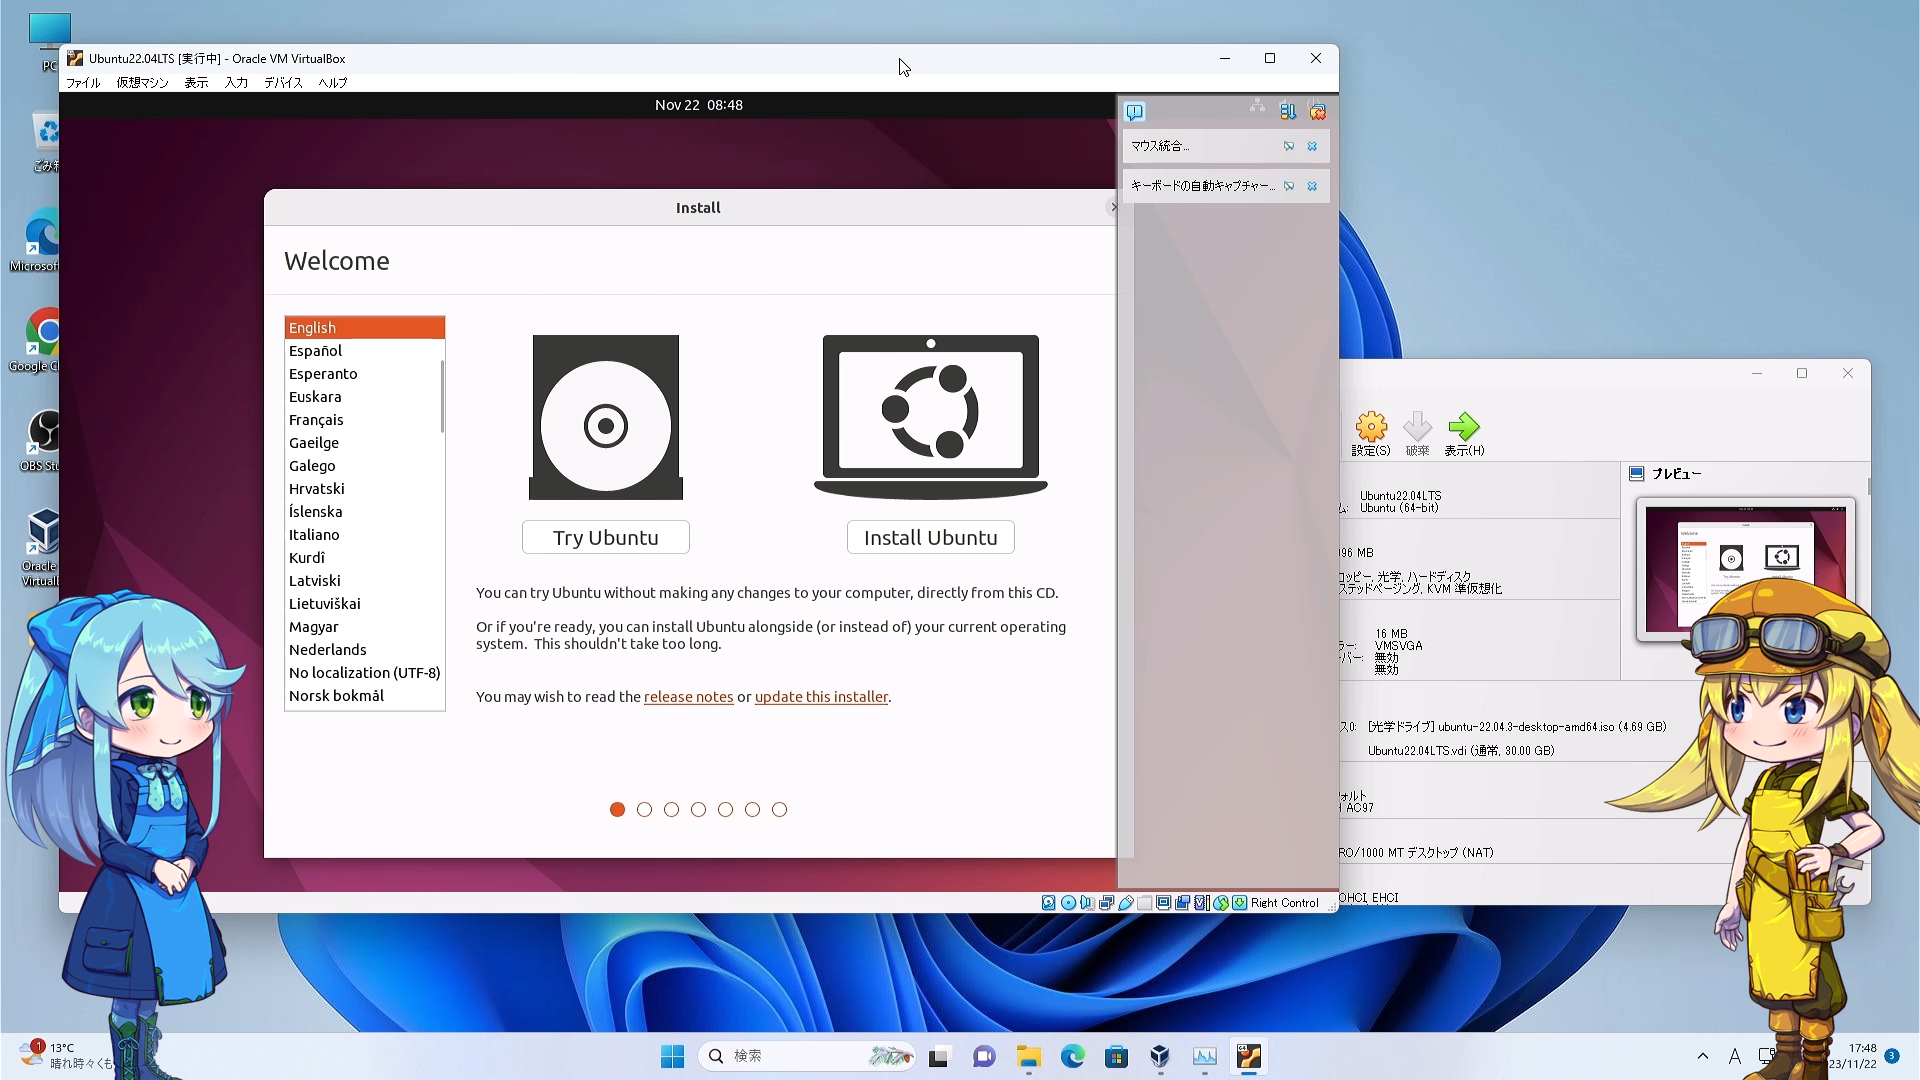 PC
Microsoft
OBS Stu
Oracle
Ubuntu22.04LTS [実行中] - Oracle VM VirtualBox
ファイル 仮想マシン 表示 入力 デバイス ヘルプ
Nov 22 08:48
マウス統合...
キーボードの自動キャプチャー...
Install
Welcome
English
Español
Esperanto
Euskara
Français
Gaeilge
Galego
Hrvatski
Íslenska
Italiano
Kurdî
Latviski
Lietuviškai
Magyar
Nederlands
No localization (UTF-8)
Norsk bokmål
Try Ubuntu
Install Ubuntu
You can try Ubuntu without making any changes to your computer, directly from this CD.
Or if you're ready, you can install Ubuntu alongside (or instead of) your current operating
system. This shouldn't take too long.
You may wish to read the release notes or update this installer.
Right Control
設定(S) 破棄 表示(H)
プレビュー
Ubuntu22.04LTS
Ubuntu (64-bit)
96 MB
ロッピー, 光学, ハードディスク
ステッドページング, KVM 準仮想化
16 MB
VMSVGA
無効
無効
[光学ドライブ] ubuntu-22.04.3-desktop-amd64.iso (4.69 GB)
Ubuntu22.04LTS.vdi (通常, 30.00 GB)
ォルト
AC97
RO/1000 MT デスクトップ (NAT)
OHCI, EHCI
1
13°C
晴れ時々くも
検索
A
17:48
23/11/22
3